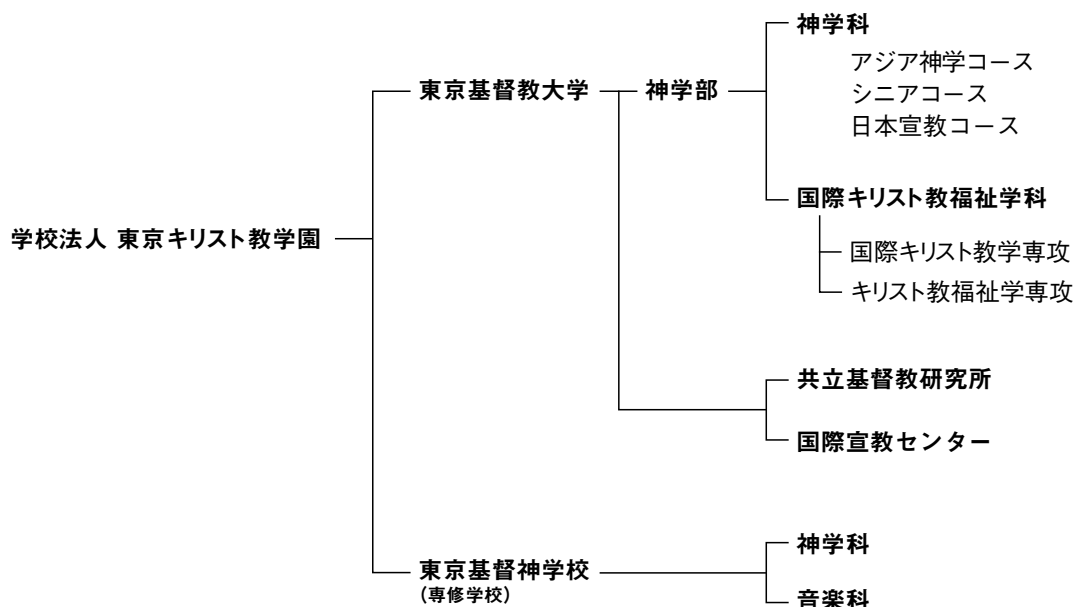 学校法人 東京キリスト教学園
東京基督教大学
神学部
神学科
アジア神学コース
シニアコース
日本宣教コース
国際キリスト教福祉学科
国際キリスト教学専攻
キリスト教福祉学専攻
共立基督教研究所
国際宣教センター
東京基督神学校
(専修学校)
神学科
音楽科